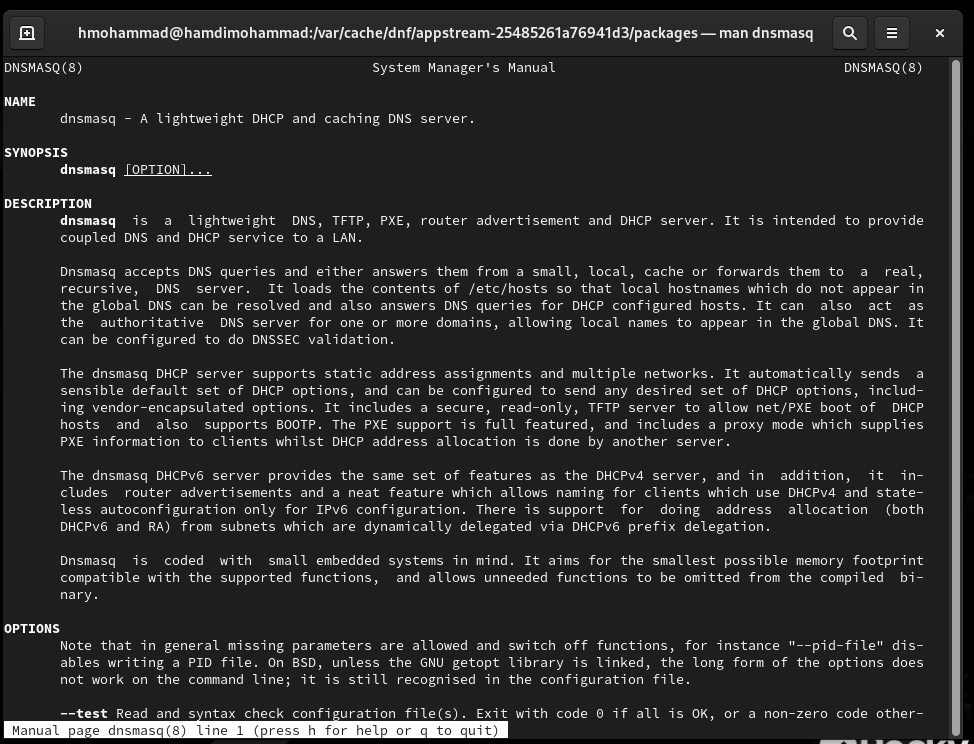 hmohammad@hamdimohammad:/var/cache/dnf/appstream-25485261a76941d3/packages — man dnsmasq
DNSMASQ(8) System Manager's Manual DNSMASQ(8)
NAME
dnsmasq - A lightweight DHCP and caching DNS server.
SYNOPSIS
dnsmasq [OPTION]...
DESCRIPTION
dnsmasq is a lightweight DNS, TFTP, PXE, router advertisement and DHCP server. It is intended to provide
coupled DNS and DHCP service to a LAN.
Dnsmasq accepts DNS queries and either answers them from a small, local, cache or forwards them to a real,
recursive, DNS server. It loads the contents of /etc/hosts so that local hostnames which do not appear in
the global DNS can be resolved and also answers DNS queries for DHCP configured hosts. It can also act as
the authoritative DNS server for one or more domains, allowing local names to appear in the global DNS. It
can be configured to do DNSSEC validation.
The dnsmasq DHCP server supports static address assignments and multiple networks. It automatically sends a
sensible default set of DHCP options, and can be configured to send any desired set of DHCP options, includ-
ing vendor-encapsulated options. It includes a secure, read-only, TFTP server to allow net/PXE boot of DHCP
hosts and also supports BOOTP. The PXE support is full featured, and includes a proxy mode which supplies
PXE information to clients whilst DHCP address allocation is done by another server.
The dnsmasq DHCPv6 server provides the same set of features as the DHCPv4 server, and in addition, it in-
cludes router advertisements and a neat feature which allows naming for clients which use DHCPv4 and state-
less autoconfiguration only for IPv6 configuration. There is support for doing address allocation (both
DHCPv6 and RA) from subnets which are dynamically delegated via DHCPv6 prefix delegation.
Dnsmasq is coded with small embedded systems in mind. It aims for the smallest possible memory footprint
compatible with the supported functions, and allows unneeded functions to be omitted from the compiled bi-
nary.
OPTIONS
Note that in general missing parameters are allowed and switch off functions, for instance "--pid-file" dis-
ables writing a PID file. On BSD, unless the GNU getopt library is linked, the long form of the options does
not work on the command line; it is still recognised in the configuration file.
--test Read and syntax check configuration file(s). Exit with code 0 if all is OK, or a non-zero code other-
Manual page dnsmasq(8) line 1 (press h for help or q to quit)